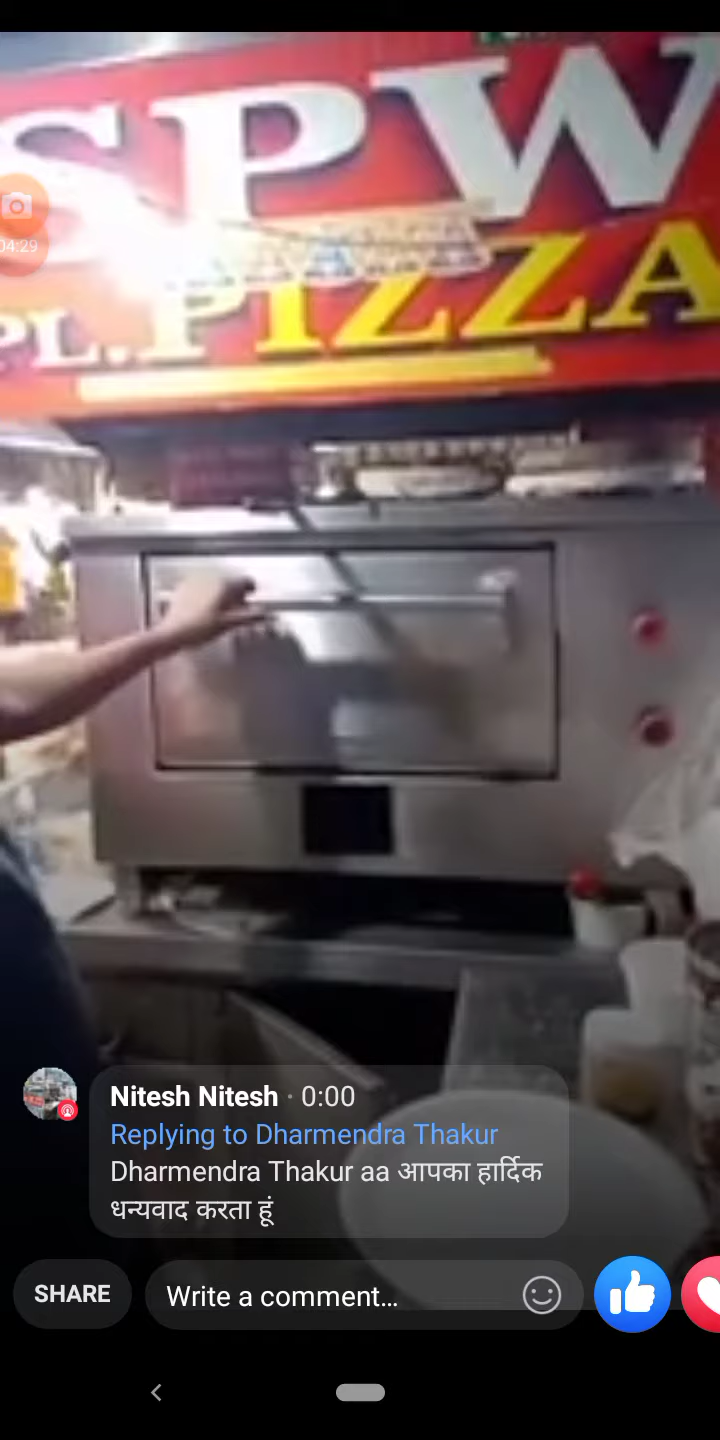 SPW
PL. PIZZA
04:29
Nitesh Nitesh · 0:00
Replying to Dharmendra Thakur
Dharmendra Thakur aa आपका हार्दिक
धन्यवाद करता हूं
SHARE
Write a comment...